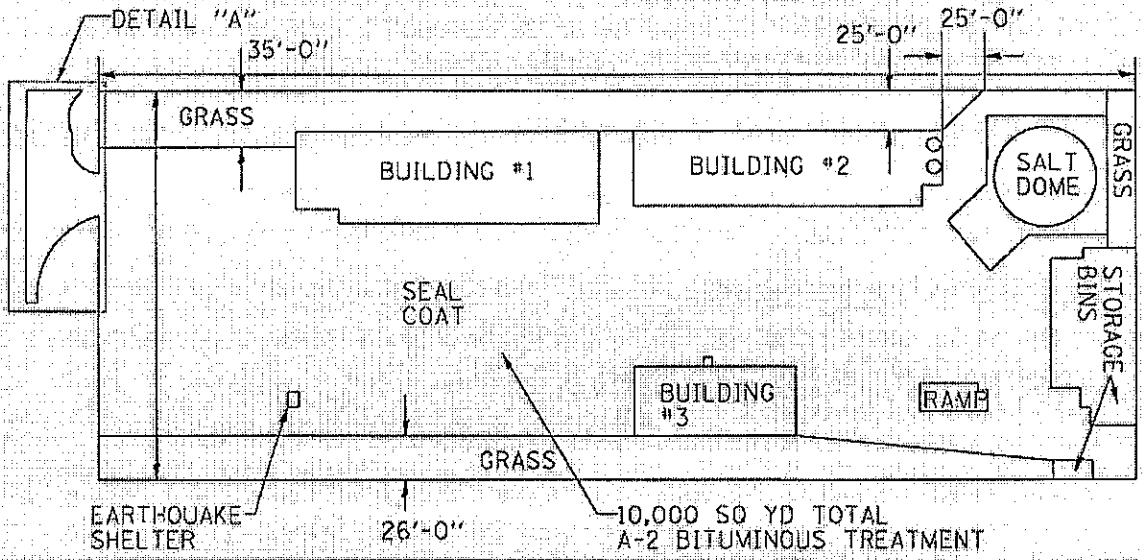 DETAIL "A"
35'-0"
25'-0"
25'-0"
GRASS
BUILDING #1
BUILDING #2
SALT
DOME
GRASS
SEAL
COAT
STORAGE
BINS
BUILDING
#3
RAMP
GRASS
EARTHQUAKE
SHELTER
26'-0"
10,000 SQ YD TOTAL
A-2 BITUMINOUS TREATMENT